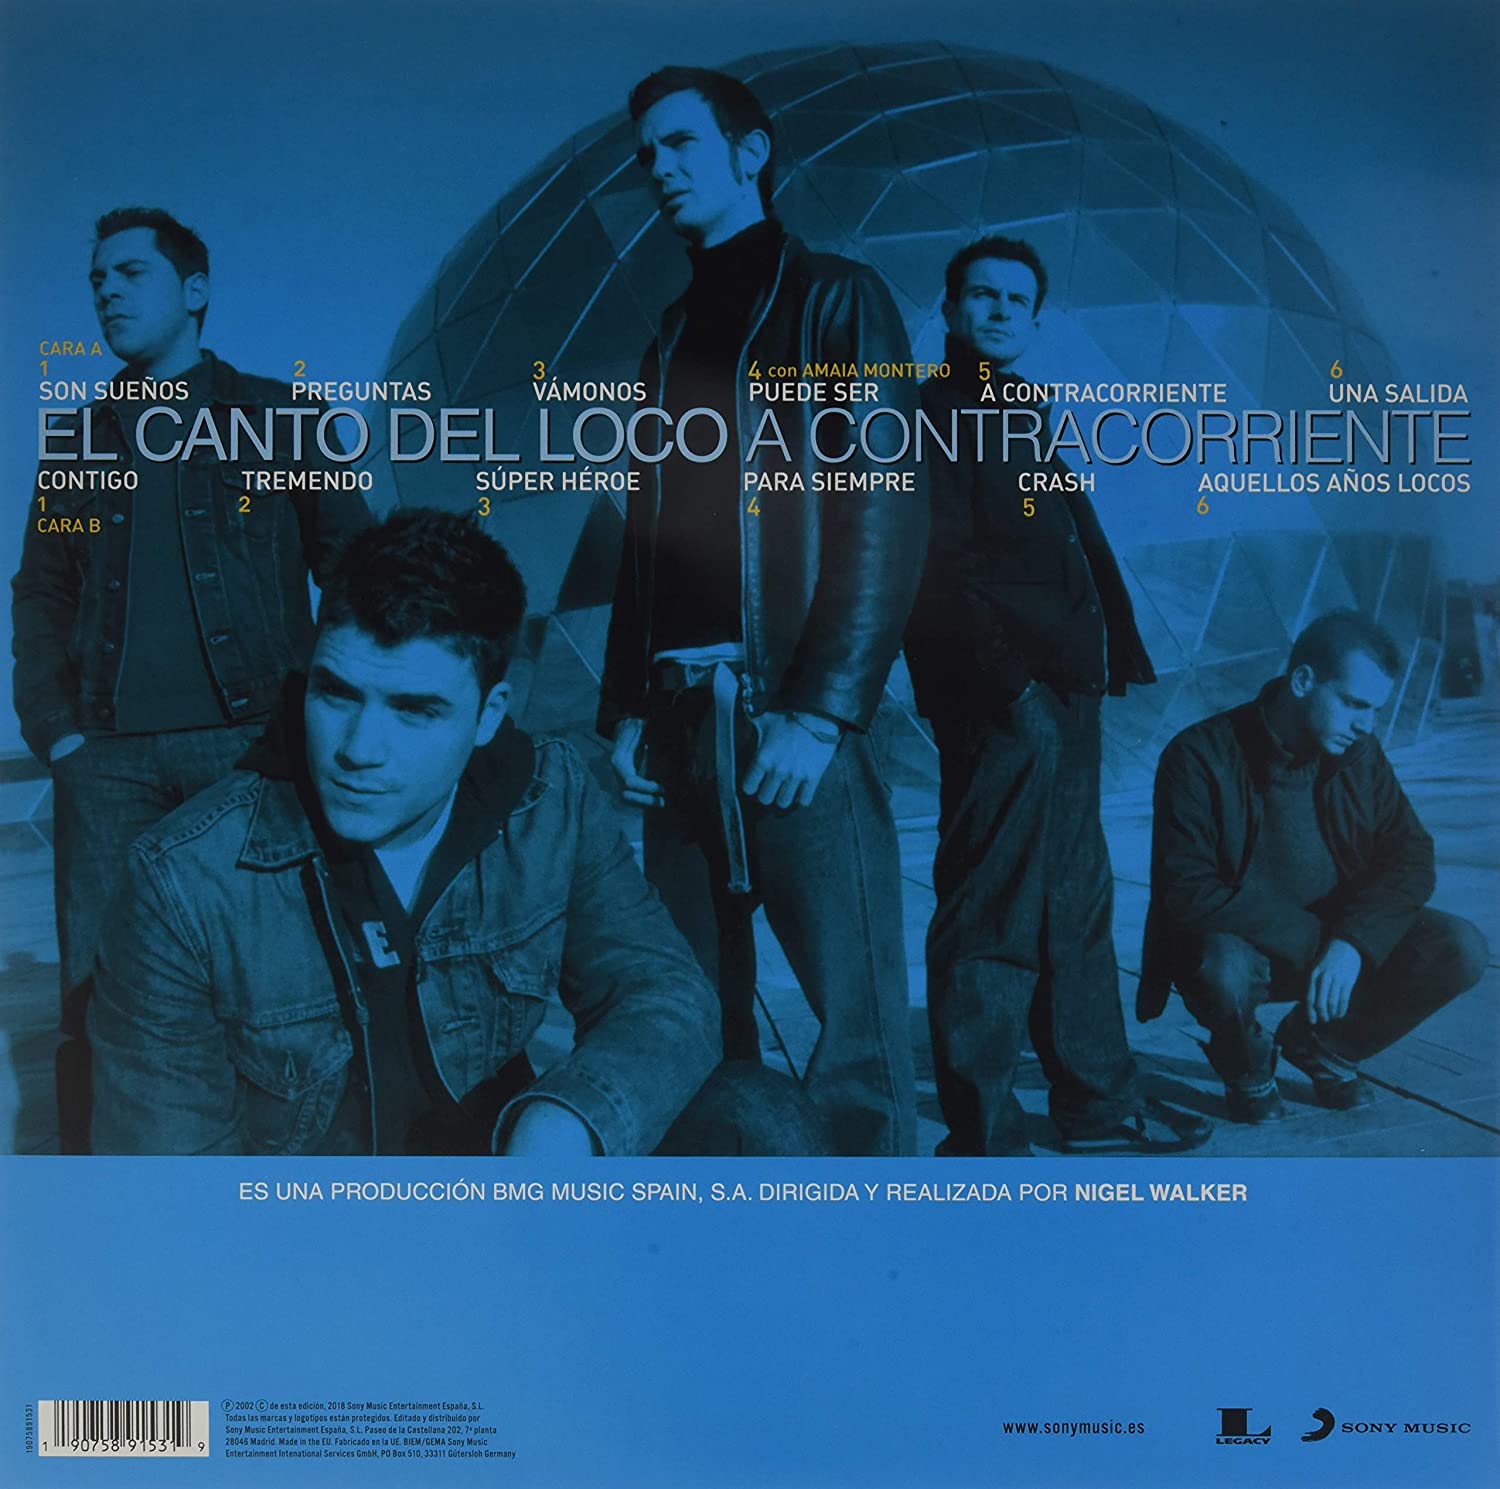 CARA A
1 2 3 4 con AMAIA MONTERO 5 6
SON SUEÑOS PREGUNTAS VÁMONOS PUEDE SER A CONTRACORRIENTE UNA SALIDA
EL CANTO DEL LOCO A CONTRACORRIENTE
CONTIGO TREMENDO SÚPER HÉROE PARA SIEMPRE CRASH AQUELLOS AÑOS LOCOS
1 2 3 4 5 6
CARA B
E
ES UNA PRODUCCIÓN BMG MUSIC SPAIN, S.A. DIRIGIDA Y REALIZADA POR NIGEL WALKER
19075891531
1 90758 91531 9
Ⓟ 2002 Ⓒ de esta edición, 2018 Sony Music Entertainment España, S.L.
Todas las marcas y logotipos están protegidos. Editado y distribuido por
Sony Music Entertainment España, S.L. Paseo de la Castellana 202, 7ª planta
28046 Madrid. Made in the EU. Fabricado en la UE. BIEM/GEMA Sony Music
Entertainment Intenational Services GmbH, PO Box 510, 33311 Gütersloh Germany
www.sonymusic.es
L
LEGACY
SONY MUSIC